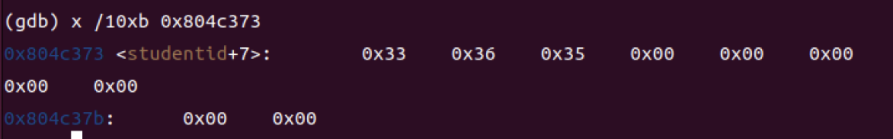 (gdb) x /10xb 0x804c373
0x804c373 <studentid+7>: 0x33 0x36 0x35 0x00 0x00 0x00
0x00 0x00
0x804c37b: 0x00 0x00